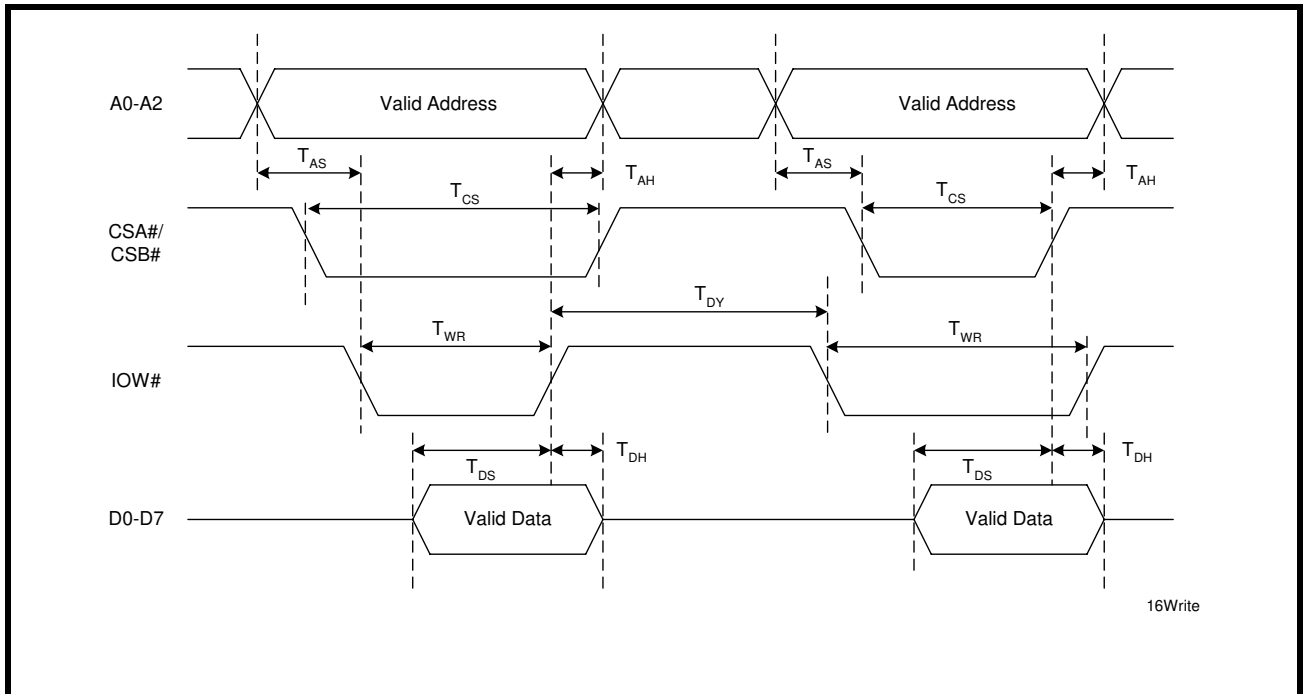 A0-A2
Valid Address
Valid Address
TAS
TAH
TAS
TAH
TCS
TCS
CSA#/
CSB#
TDY
TWR
TWR
IOW#
TDS
TDH
TDS
TDH
D0-D7
Valid Data
Valid Data
16Write